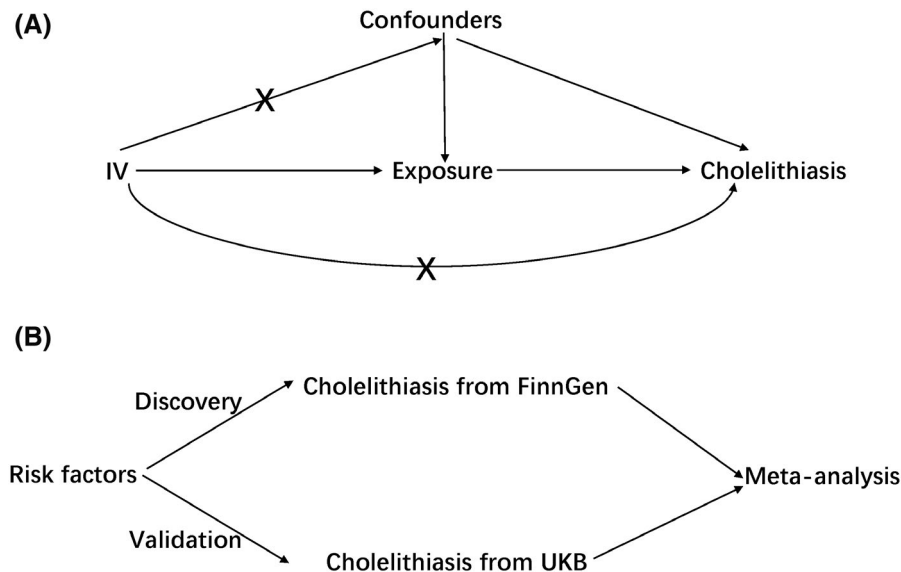 (A)
Confounders
X
IV
Exposure
Cholelithiasis
X
(B)
Cholelithiasis from FinnGen
Discovery
Risk factors
Meta-analysis
Validation
Cholelithiasis from UKB